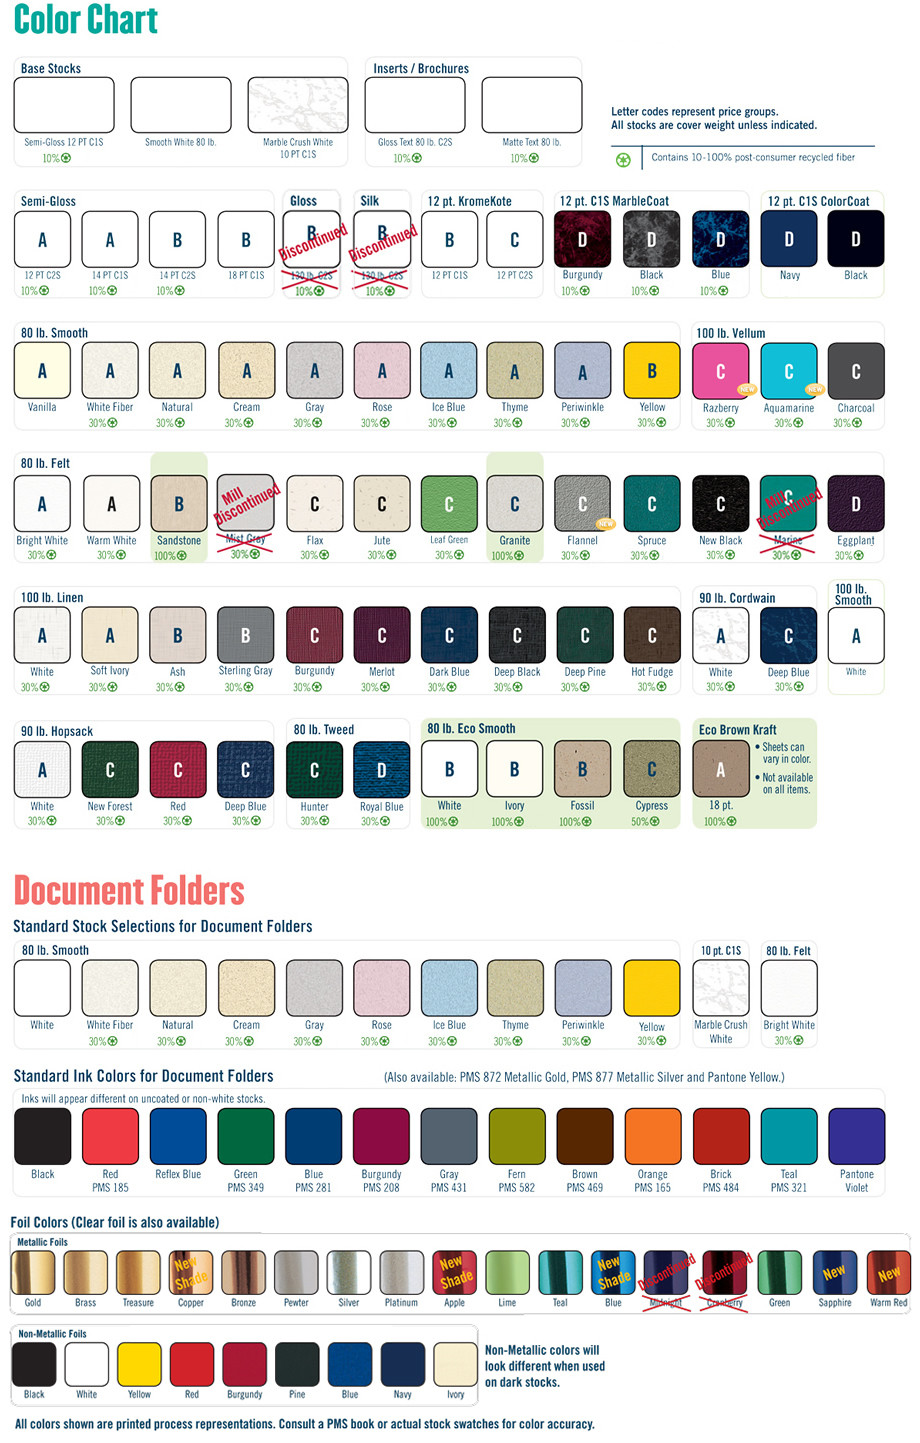 Color Chart
Base Stocks
Inserts / Brochures
Semi-Gloss 12 PT C1S
10%
Smooth White 80 lb.
Marble Crush White
10 PT C1S
Gloss Text 80 lb. C2S
10%
Matte Text 80 lb.
10%
Letter codes represent price groups.
All stocks are cover weight unless indicated.
Contains 10-100% post-consumer recycled fiber
Semi-Gloss
Gloss
Silk
12 pt. KromeKote
12 pt. C1S MarbleCoat
12 pt. C1S ColorCoat
A A B B B B B C D D D D D
Discontinued Discontinued
12 PT C2S 14 PT C1S 14 PT C2S 18 PT C1S 130 lb. C2S 130 lb. C2S 12 PT C1S 12 PT C2S Burgundy Black Blue Navy Black
10% 10% 10% 10% 10% 10% 10% 10%
80 lb. Smooth
100 lb. Vellum
A A A A A A A A A B C C C
NEW NEW
Vanilla White Fiber Natural Cream Gray Rose Ice Blue Thyme Periwinkle Yellow Razberry Aquamarine Charcoal
30% 30% 30% 30% 30% 30% 30% 30% 30% 30% 30% 30%
80 lb. Felt
A A B C C C C C C C C D
Mill Discontinued
Mill Discontinued
NEW
Bright White Warm White Sandstone Mist Gray Flax Jute Leaf Green Granite Flannel Spruce New Black Marine Eggplant
30% 30% 100% 30% 30% 30% 30% 100% 30% 30% 30% 30% 30%
100 lb. Linen
90 lb. Cordwain
100 lb.
Smooth
A A B B C C C C C C A C A
White Soft Ivory Ash Sterling Gray Burgundy Merlot Dark Blue Deep Black Deep Pine Hot Fudge White Deep Blue White
30% 30% 30% 30% 30% 30% 30% 30% 30% 30% 30% 30%
90 lb. Hopsack
80 lb. Tweed
80 lb. Eco Smooth
Eco Brown Kraft
A C C C C D B B B C A
• Sheets can
vary in color.
• Not available
on all items.
White New Forest Red Deep Blue Hunter Royal Blue White Ivory Fossil Cypress 18 pt.
30% 30% 30% 30% 30% 30% 100% 100% 100% 50% 100%
Document Folders
Standard Stock Selections for Document Folders
80 lb. Smooth
10 pt. C1S
80 lb. Felt
White White Fiber Natural Cream Gray Rose Ice Blue Thyme Periwinkle Yellow Marble Crush
White
Bright White
30% 30% 30% 30% 30% 30% 30% 30% 30% 30%
Standard Ink Colors for Document Folders
(Also available: PMS 872 Metallic Gold, PMS 877 Metallic Silver and Pantone Yellow.)
Inks will appear different on uncoated or non-white stocks.
Black Red Reflex Blue Green Blue Burgundy Gray Fern Brown Orange Brick Teal Pantone
PMS 185 PMS 349 PMS 281 PMS 208 PMS 431 PMS 582 PMS 469 PMS 165 PMS 484 PMS 321 Violet
Foil Colors (Clear foil is also available)
Metallic Foils
New Shade
New Shade
New Shade
Discontinued
Discontinued
New
New
Gold Brass Treasure Copper Bronze Pewter Silver Platinum Apple Lime Teal Blue Midnight Cranberry Green Sapphire Warm Red
Non-Metallic Foils
Black White Yellow Red Burgundy Pine Blue Navy Ivory
Non-Metallic colors will
look different when used
on dark stocks.
All colors shown are printed process representations. Consult a PMS book or actual stock swatches for color accuracy.